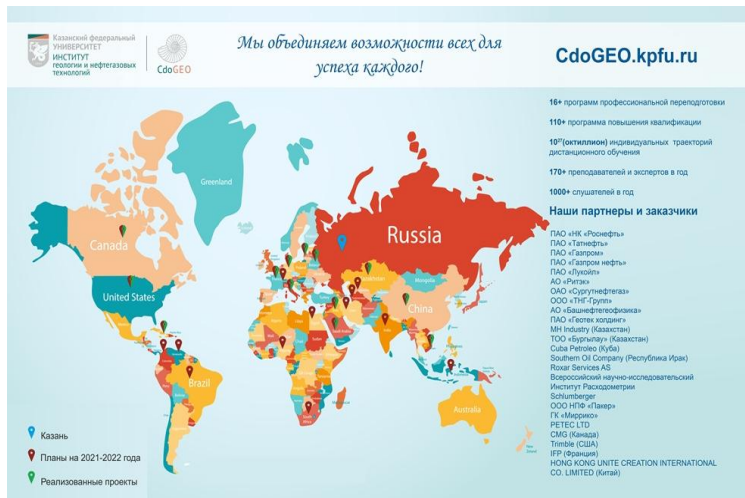 Казанский федеральный
УНИВЕРСИТЕТ
ИНСТИТУТ
геологии и нефтегазовых
технологий
CdoGEO
Мы объединяем возможности всех для
успеха каждого!
CdoGEO.kpfu.ru
16+ программ профессиональной переподготовки
110+ программа повышения квалификации
10²⁷(октиллион) индивидуальных траекторий
дистанционного обучения
170+ преподавателей и экспертов в год
1000+ слушателей в год
Наши партнеры и заказчики
ПАО «НК «Роснефть»
ПАО «Татнефть»
ПАО «Газпром»
ПАО «Газпром нефть»
ПАО «Лукойл»
АО «Ритэк»
ОАО «Сургутнефтегаз»
ООО «ТНГ-Групп»
АО «Башнефтегеофизика»
ПАО «Геотек холдинг»
MH Industry (Казахстан)
ТОО «Бургылау» (Казахстан)
Cuba Petroleo (Куба)
Southern Oil Company (Республика Ирак)
Roxar Services AS
Всероссийский научно-исследовательский
Институт Расходометрии
Schlumberger
ООО НПФ «Пакер»
ГК «Миррико»
PETEC LTD
CMG (Канада)
Trimble (США)
IFP (Франция)
HONG KONG UNITE CREATION INTERNATIONAL
CO. LIMITED (Китай)
Greenland
Canada
Russia
United States
Mongolia
China
Brazil
Australia
Казань
Планы на 2021-2022 года
Реализованные проекты